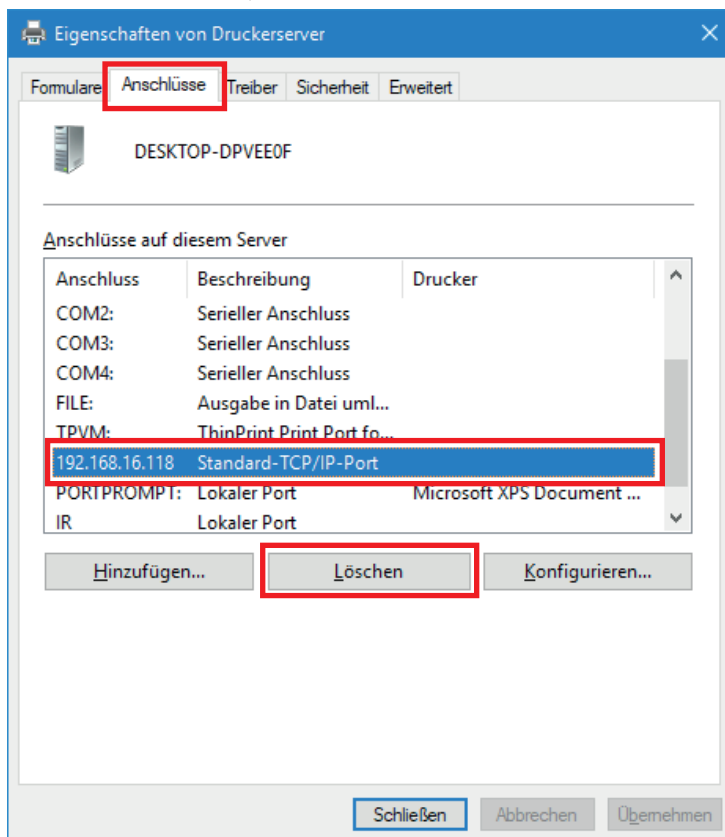 Eigenschaften von Druckerserver
Formulare Anschlüsse Treiber Sicherheit Erweitert
DESKTOP-DPVEE0F
Anschlüsse auf diesem Server
Anschluss Beschreibung Drucker
COM2: Serieller Anschluss
COM3: Serieller Anschluss
COM4: Serieller Anschluss
FILE: Ausgabe in Datei uml...
TPVM: ThinPrint Print Port fo...
192.168.16.118 Standard-TCP/IP-Port
PORTPROMPT: Lokaler Port Microsoft XPS Document ...
IR Lokaler Port
Hinzufügen... Löschen Konfigurieren...
Schließen Abbrechen Übernehmen